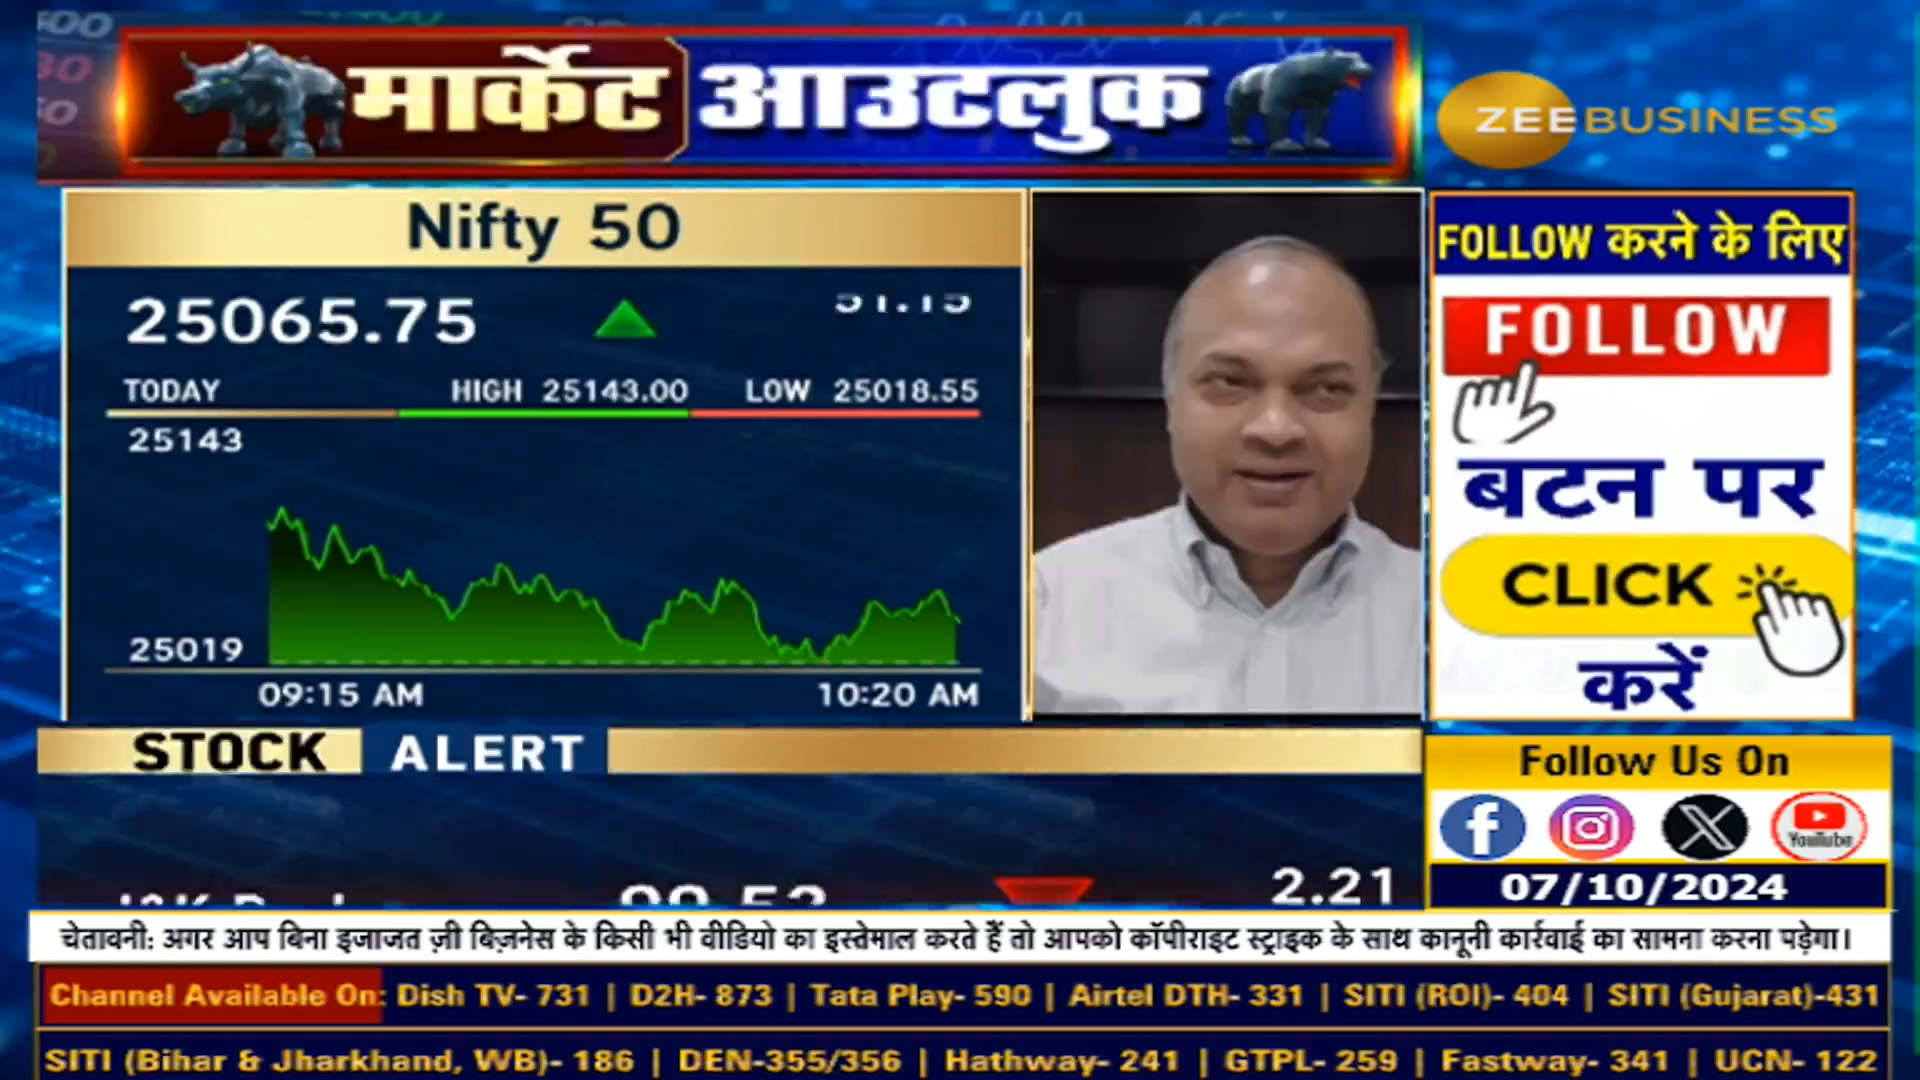 मार्केट आउटलुक
ZEE BUSINESS
Nifty 50
25065.75
TODAY HIGH 25143.00 LOW 25018.55
25143
25019
09:15 AM 10:20 AM
FOLLOW करने के लिए
FOLLOW
बटन पर
CLICK
करें
STOCK ALERT
2.21
Follow Us On
YouTube
07/10/2024
चेतावनी: अगर आप बिना इजाजत ज़ी बिज़नेस के किसी भी वीडियो का इस्तेमाल करते हैं तो आपको कॉपीराइट स्ट्राइक के साथ कानूनी कार्रवाई का सामना करना पड़ेगा।
Channel Available On: Dish TV- 731 | D2H- 873 | Tata Play- 590 | Airtel DTH- 331 | SITI (ROI)- 404 | SITI (Gujarat)-431
SITI (Bihar & Jharkhand, WB)- 186 | DEN-355/356 | Hathway- 241 | GTPL- 259 | Fastway- 341 | UCN- 122